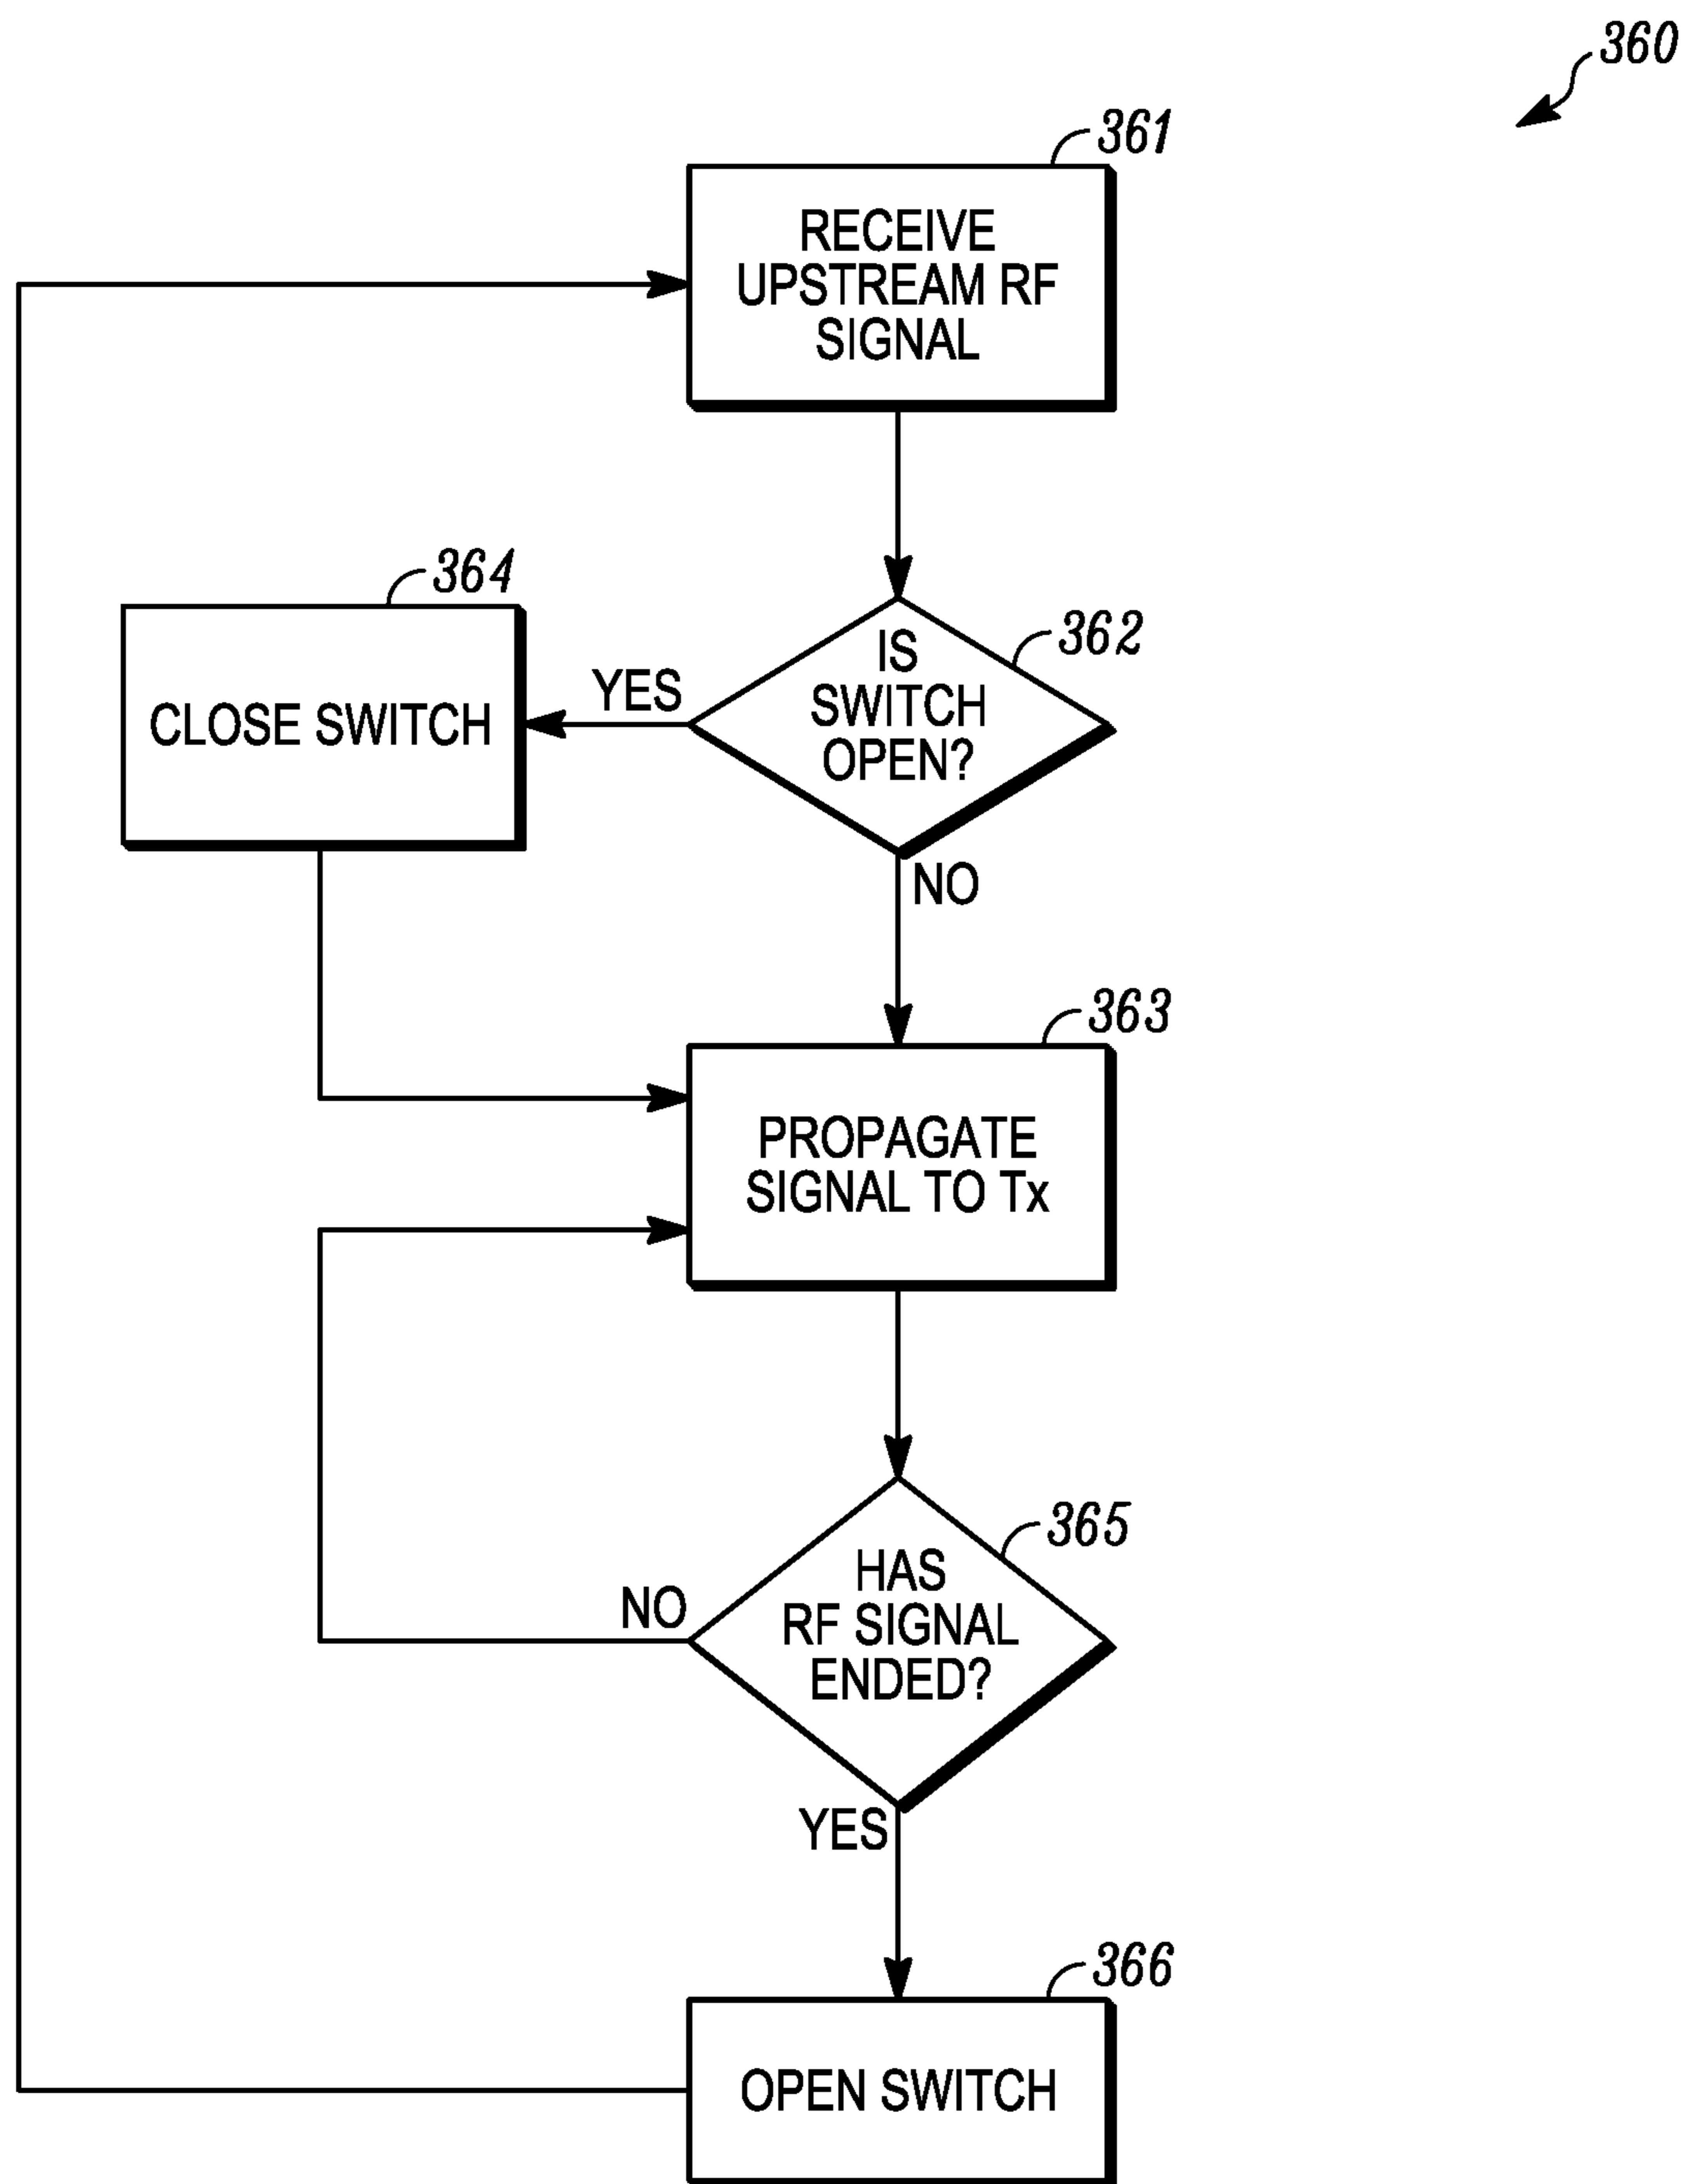 360
361
RECEIVE
UPSTREAM RF
SIGNAL
364
CLOSE SWITCH
YES
362
IS
SWITCH
OPEN?
NO
363
PROPAGATE
SIGNAL TO Tx
365
HAS
RF SIGNAL
ENDED?
NO
YES
366
OPEN SWITCH